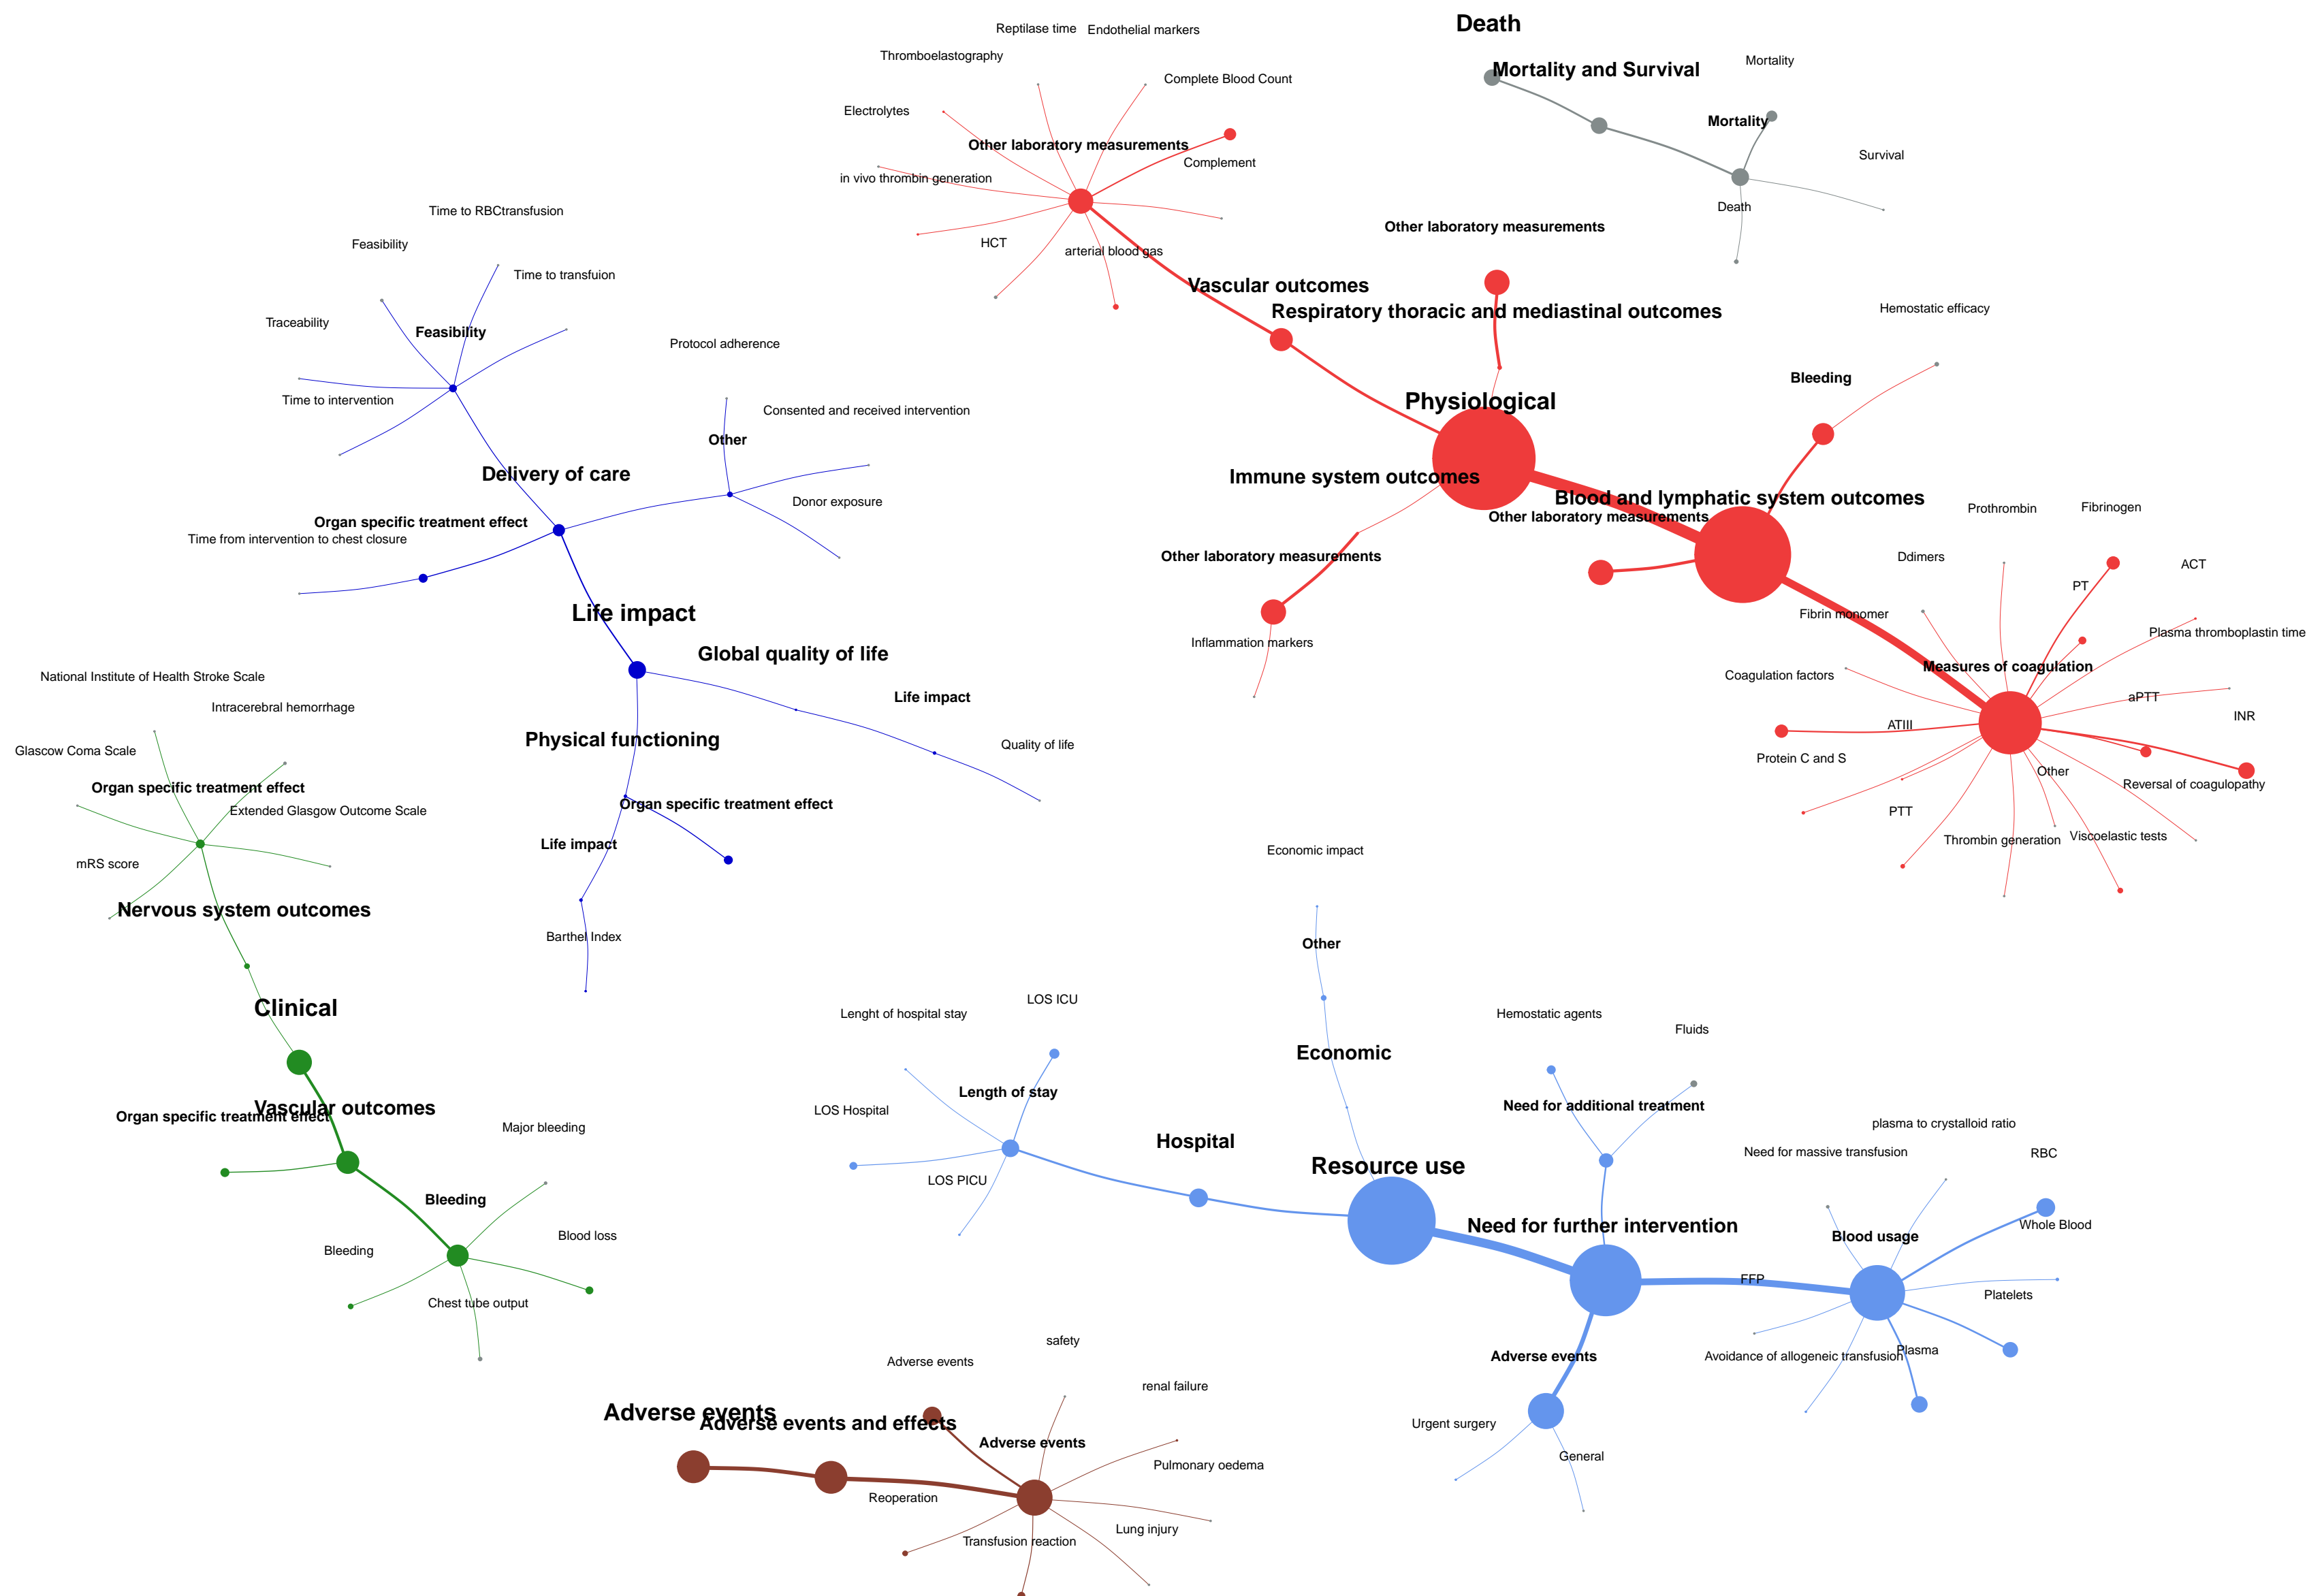 Death
Reptilase time
Endothelial markers
Thromboelastography
Mortality and Survival
Mortality
Complete Blood Count
Electrolytes
Mortality
Other laboratory measurements
Complement
Survival
in vivo thrombin generation
Death
Time to RBCtransfusion
Other laboratory measurements
Feasibility
HCT
arterial blood gas
Time to transfuion
Vascular outcomes
Respiratory thoracic and mediastinal outcomes
Hemostatic efficacy
Traceability
Feasibility
Protocol adherence
Bleeding
Time to intervention
Physiological
Consented and received intervention
Other
Delivery of care
Immune system outcomes
Blood and lymphatic system outcomes
Donor exposure
Prothrombin
Fibrinogen
Organ specific treatment effect
Other laboratory measurements
Time from intervention to chest closure
Other laboratory measurements
Ddimers
ACT
PT
Life impact
Fibrin monomer
Plasma thromboplastin time
Inflammation markers
Global quality of life
Measures of coagulation
National Institute of Health Stroke Scale
Coagulation factors
Life impact
aPTT
Intracerebral hemorrhage
INR
ATIII
Physical functioning
Quality of life
Glascow Coma Scale
Protein C and S
Other
Organ specific treatment effect
Reversal of coagulopathy
Organ specific treatment effect
Extended Glasgow Outcome Scale
PTT
Viscoelastic tests
Thrombin generation
Life impact
Economic impact
mRS score
Nervous system outcomes
Barthel Index
Other
Clinical
LOS ICU
Lenght of hospital stay
Hemostatic agents
Fluids
Economic
Length of stay
Need for additional treatment
Vascular outcomes
LOS Hospital
Organ specific treatment effect
plasma to crystalloid ratio
Major bleeding
Hospital
Need for massive transfusion
RBC
Resource use
LOS PICU
Bleeding
Need for further intervention
Whole Blood
Blood loss
Blood usage
Bleeding
FFP
Platelets
Chest tube output
safety
Plasma
Adverse events
Avoidance of allogeneic transfusion
Adverse events
renal failure
Adverse events
Adverse events and effects
Urgent surgery
Adverse events
General
Pulmonary oedema
Reoperation
Lung injury
Transfusion reaction